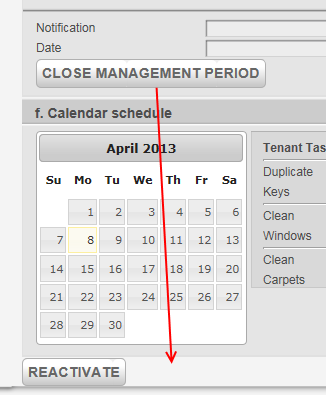 Notification
Date
CLOSE MANAGEMENT PERIOD
f. Calendar schedule
April 2013
Su Mo Tu We Th Fr Sa
1 2 3 4 5 6
7 8 9 10 11 12 13
14 15 16 17 18 19 20
21 22 23 24 25 26 27
28 29 30
Tenant Tas
Duplicate
Keys
Clean
Windows
Clean
Carpets
REACTIVATE